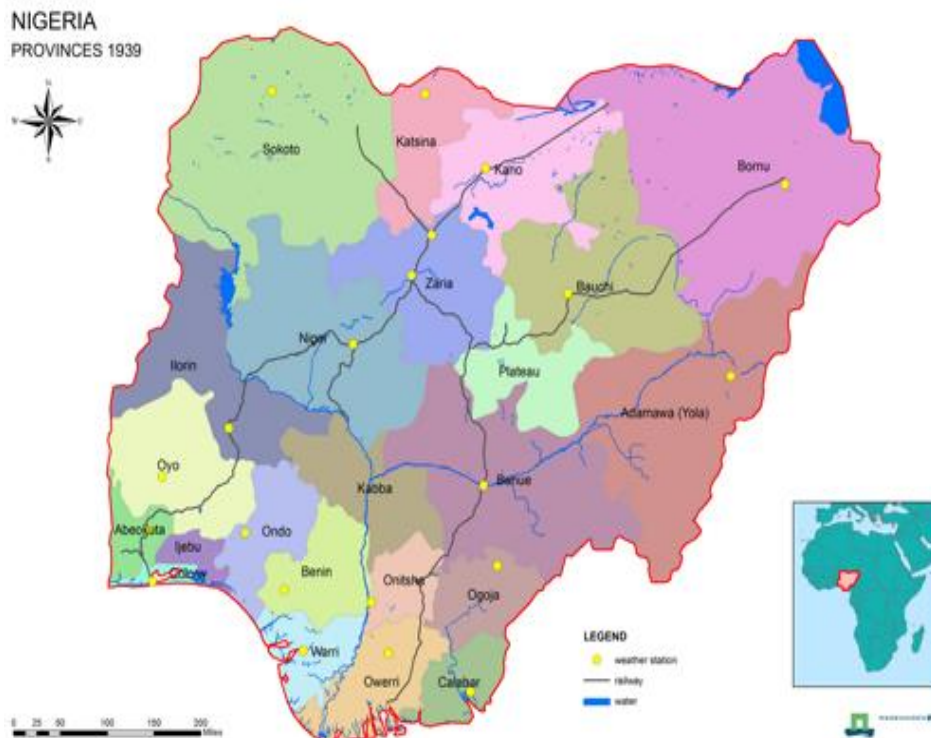 NIGERIA
PROVINCES 1939
Sokoto
Katsina
Kano
Bornu
Zaria
Bauchi
Niger
Ilorin
Plateau
Adamawa (Yola)
Oyo
Kabba
Benue
Abeokuta
Ondo
Ijebu
Colony
Benin
Onitsha
Ogoja
Warri
Owerri
Calabar
LEGEND
weather station
railway
water
0 25 50 100 150 200
Miles